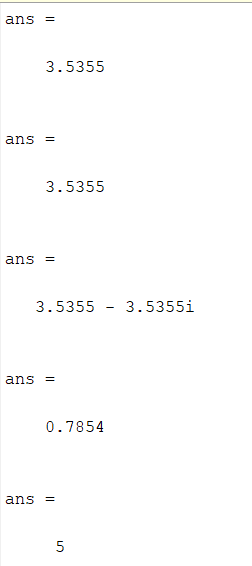 ans =
3.5355
ans =
3.5355
ans =
3.5355 - 3.5355i
ans =
0.7854
ans =
5